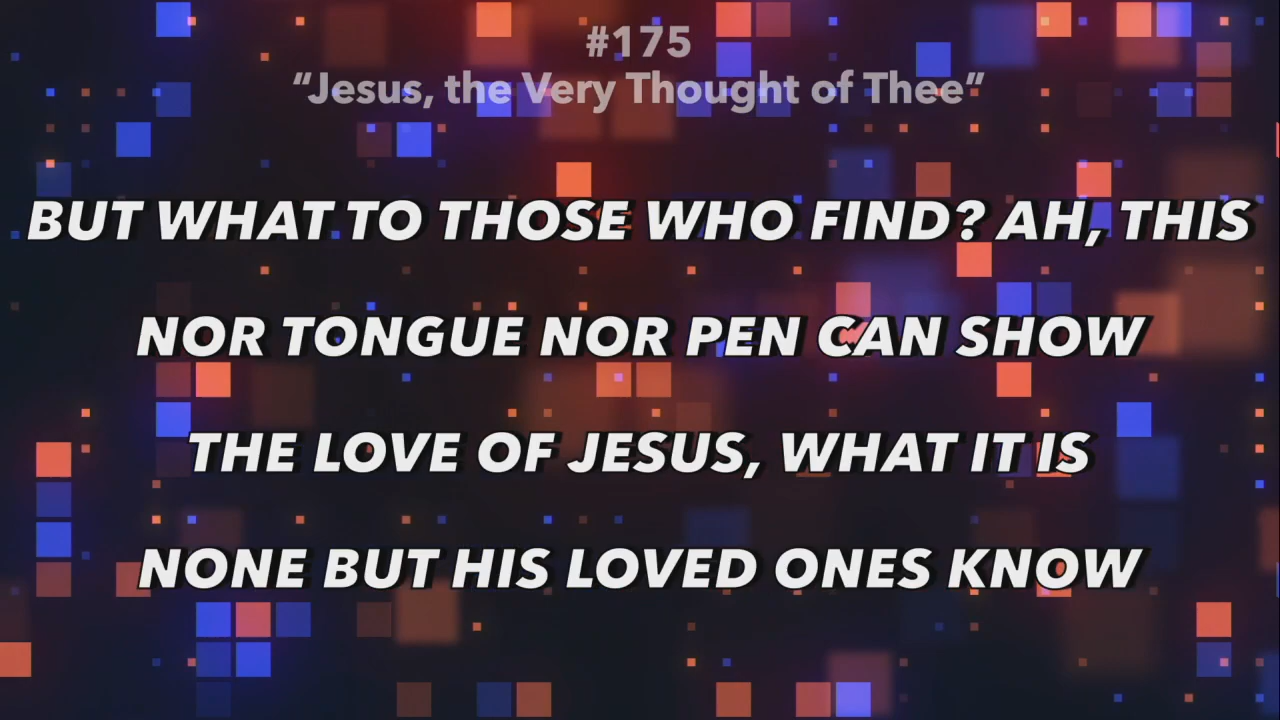 #175
“Jesus, the Very Thought of Thee”
BUT WHAT TO THOSE WHO FIND? AH, THIS
NOR TONGUE NOR PEN CAN SHOW
THE LOVE OF JESUS, WHAT IT IS
NONE BUT HIS LOVED ONES KNOW